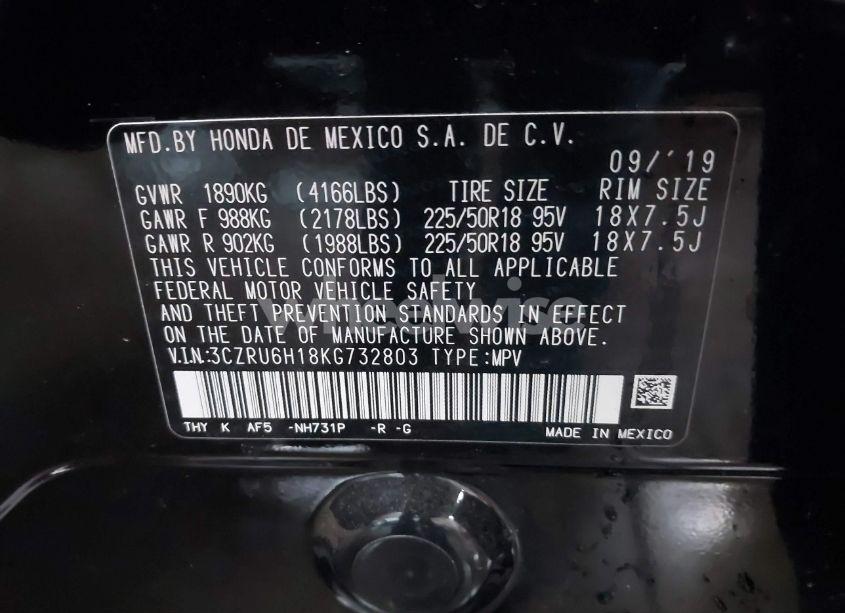 MFD.BY HONDA DE MEXICO S.A. DE C.V.
09/'19
GVWR 1890KG (4166LBS) TIRE SIZE RIM SIZE
GAWR F 988KG (2178LBS) 225/50R18 95V 18X7.5J
GAWR R 902KG (1988LBS) 225/50R18 95V 18X7.5J
THIS VEHICLE CONFORMS TO ALL APPLICABLE
FEDERAL MOTOR VEHICLE SAFETY
AND THEFT PREVENTION STANDARDS IN EFFECT
ON THE DATE OF MANUFACTURE SHOWN ABOVE.
V.I.N:3CZRU6H18KG732803 TYPE:MPV
THY K AF5 -NH731P -R -G
MADE IN MEXICO